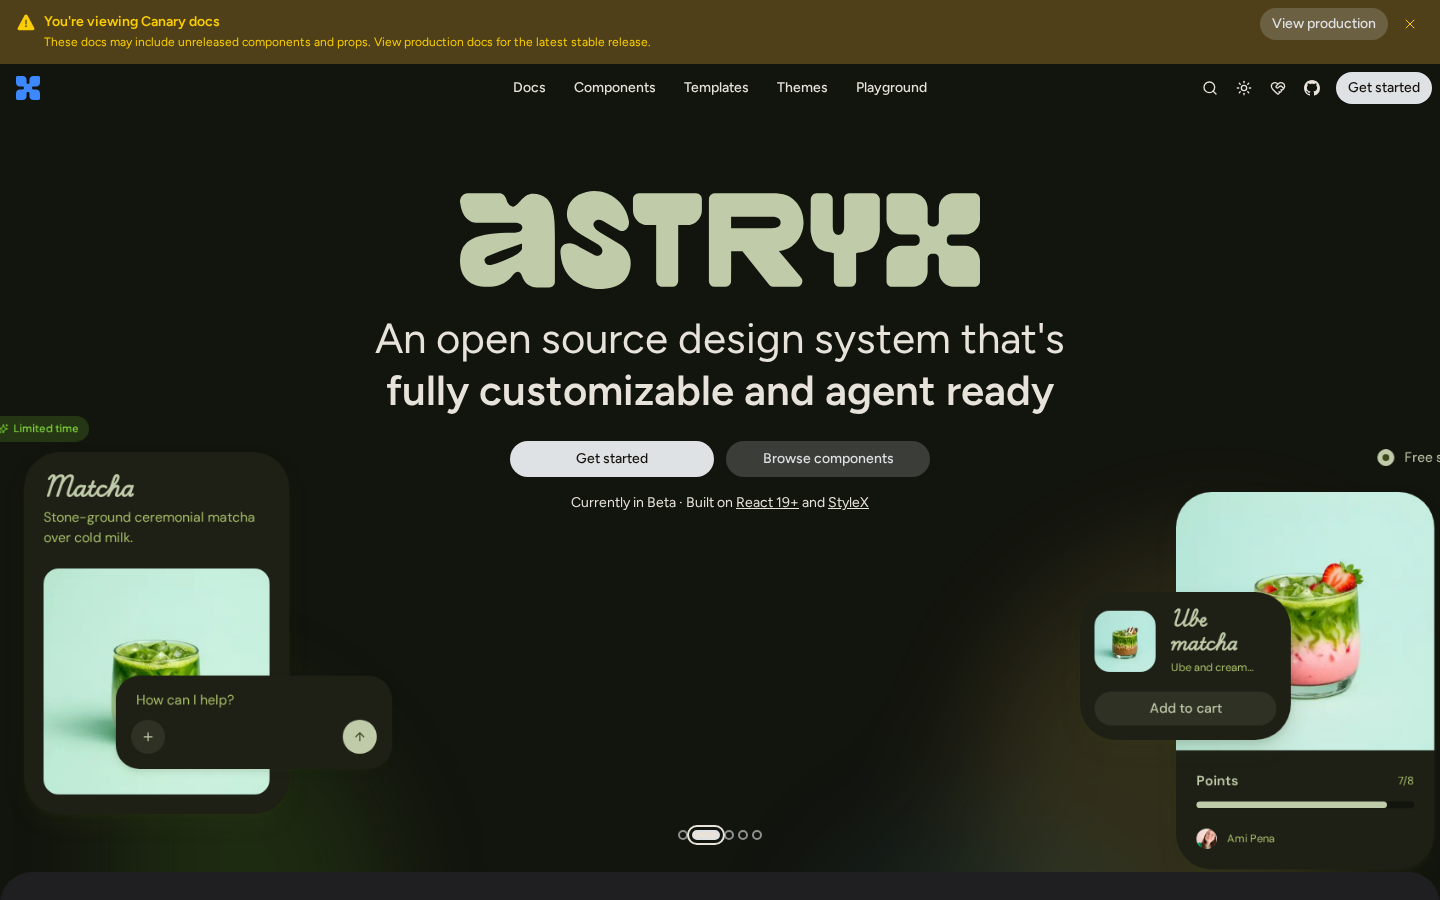 You're viewing Canary docs
These docs may include unreleased components and props. View production docs for the latest stable release.
View production
Docs
Components
Templates
Themes
Playground
Get started
aSTRYX
An open source design system that's
fully customizable and agent ready
Get started
Browse components
Currently in Beta · Built on React 19+ and StyleX
Limited time
Matcha
Stone-ground ceremonial matcha
over cold milk.
How can I help?
Free
Ube
matcha
Ube and cream…
Add to cart
Points
7/8
Ami Pena